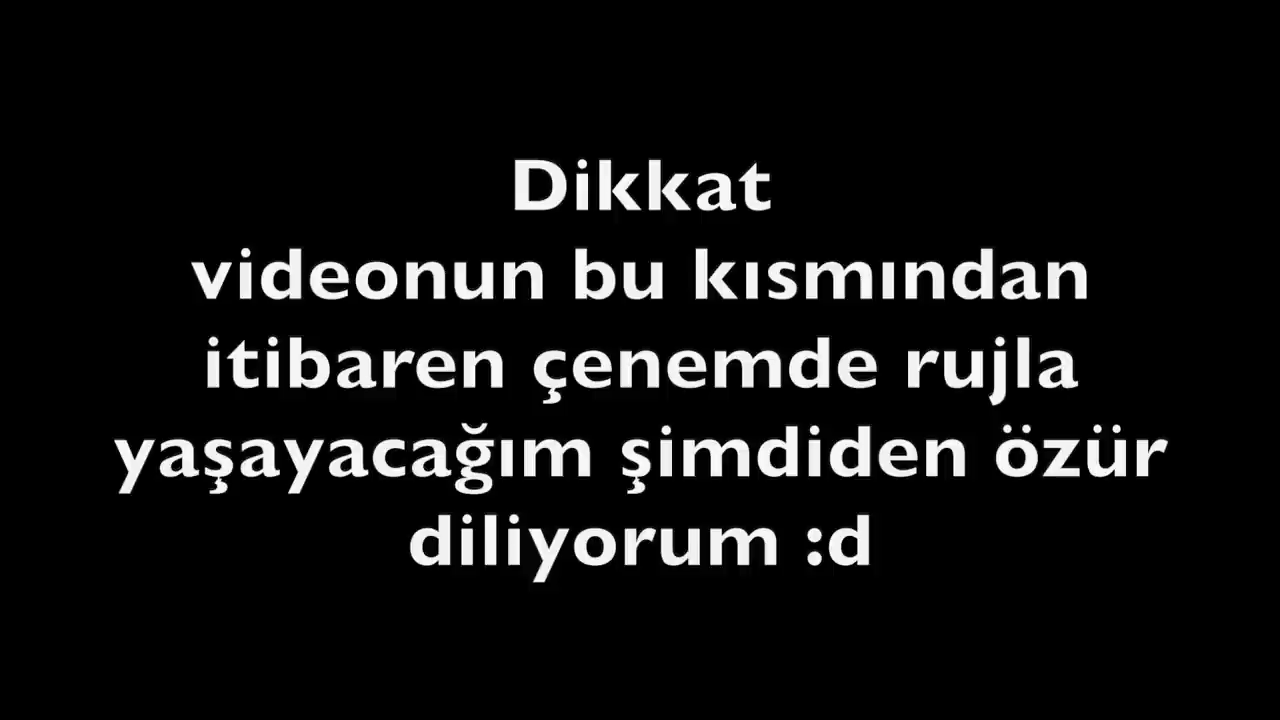 Dikkat
videonun bu kısmından
itibaren çenemde rujla
yaşayacağım şimdiden özür
diliyorum :d